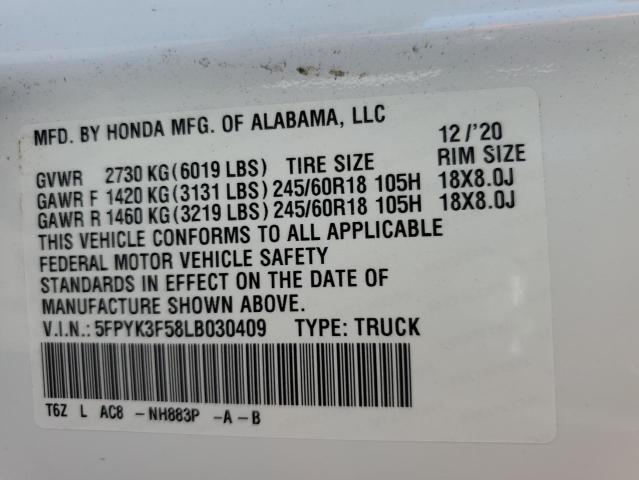 MFD. BY HONDA MFG. OF ALABAMA, LLC 12/'20
GVWR 2730 KG(6019 LBS) TIRE SIZE RIM SIZE
GAWR F 1420 KG(3131 LBS) 245/60R18 105H 18X8.0J
GAWR R 1460 KG(3219 LBS) 245/60R18 105H 18X8.0J
THIS VEHICLE CONFORMS TO ALL APPLICABLE
FEDERAL MOTOR VEHICLE SAFETY
STANDARDS IN EFFECT ON THE DATE OF
MANUFACTURE SHOWN ABOVE.
V.I.N.: 5FPYK3F58LB030409 TYPE: TRUCK
T6Z L AC8 -NH883P -A-B